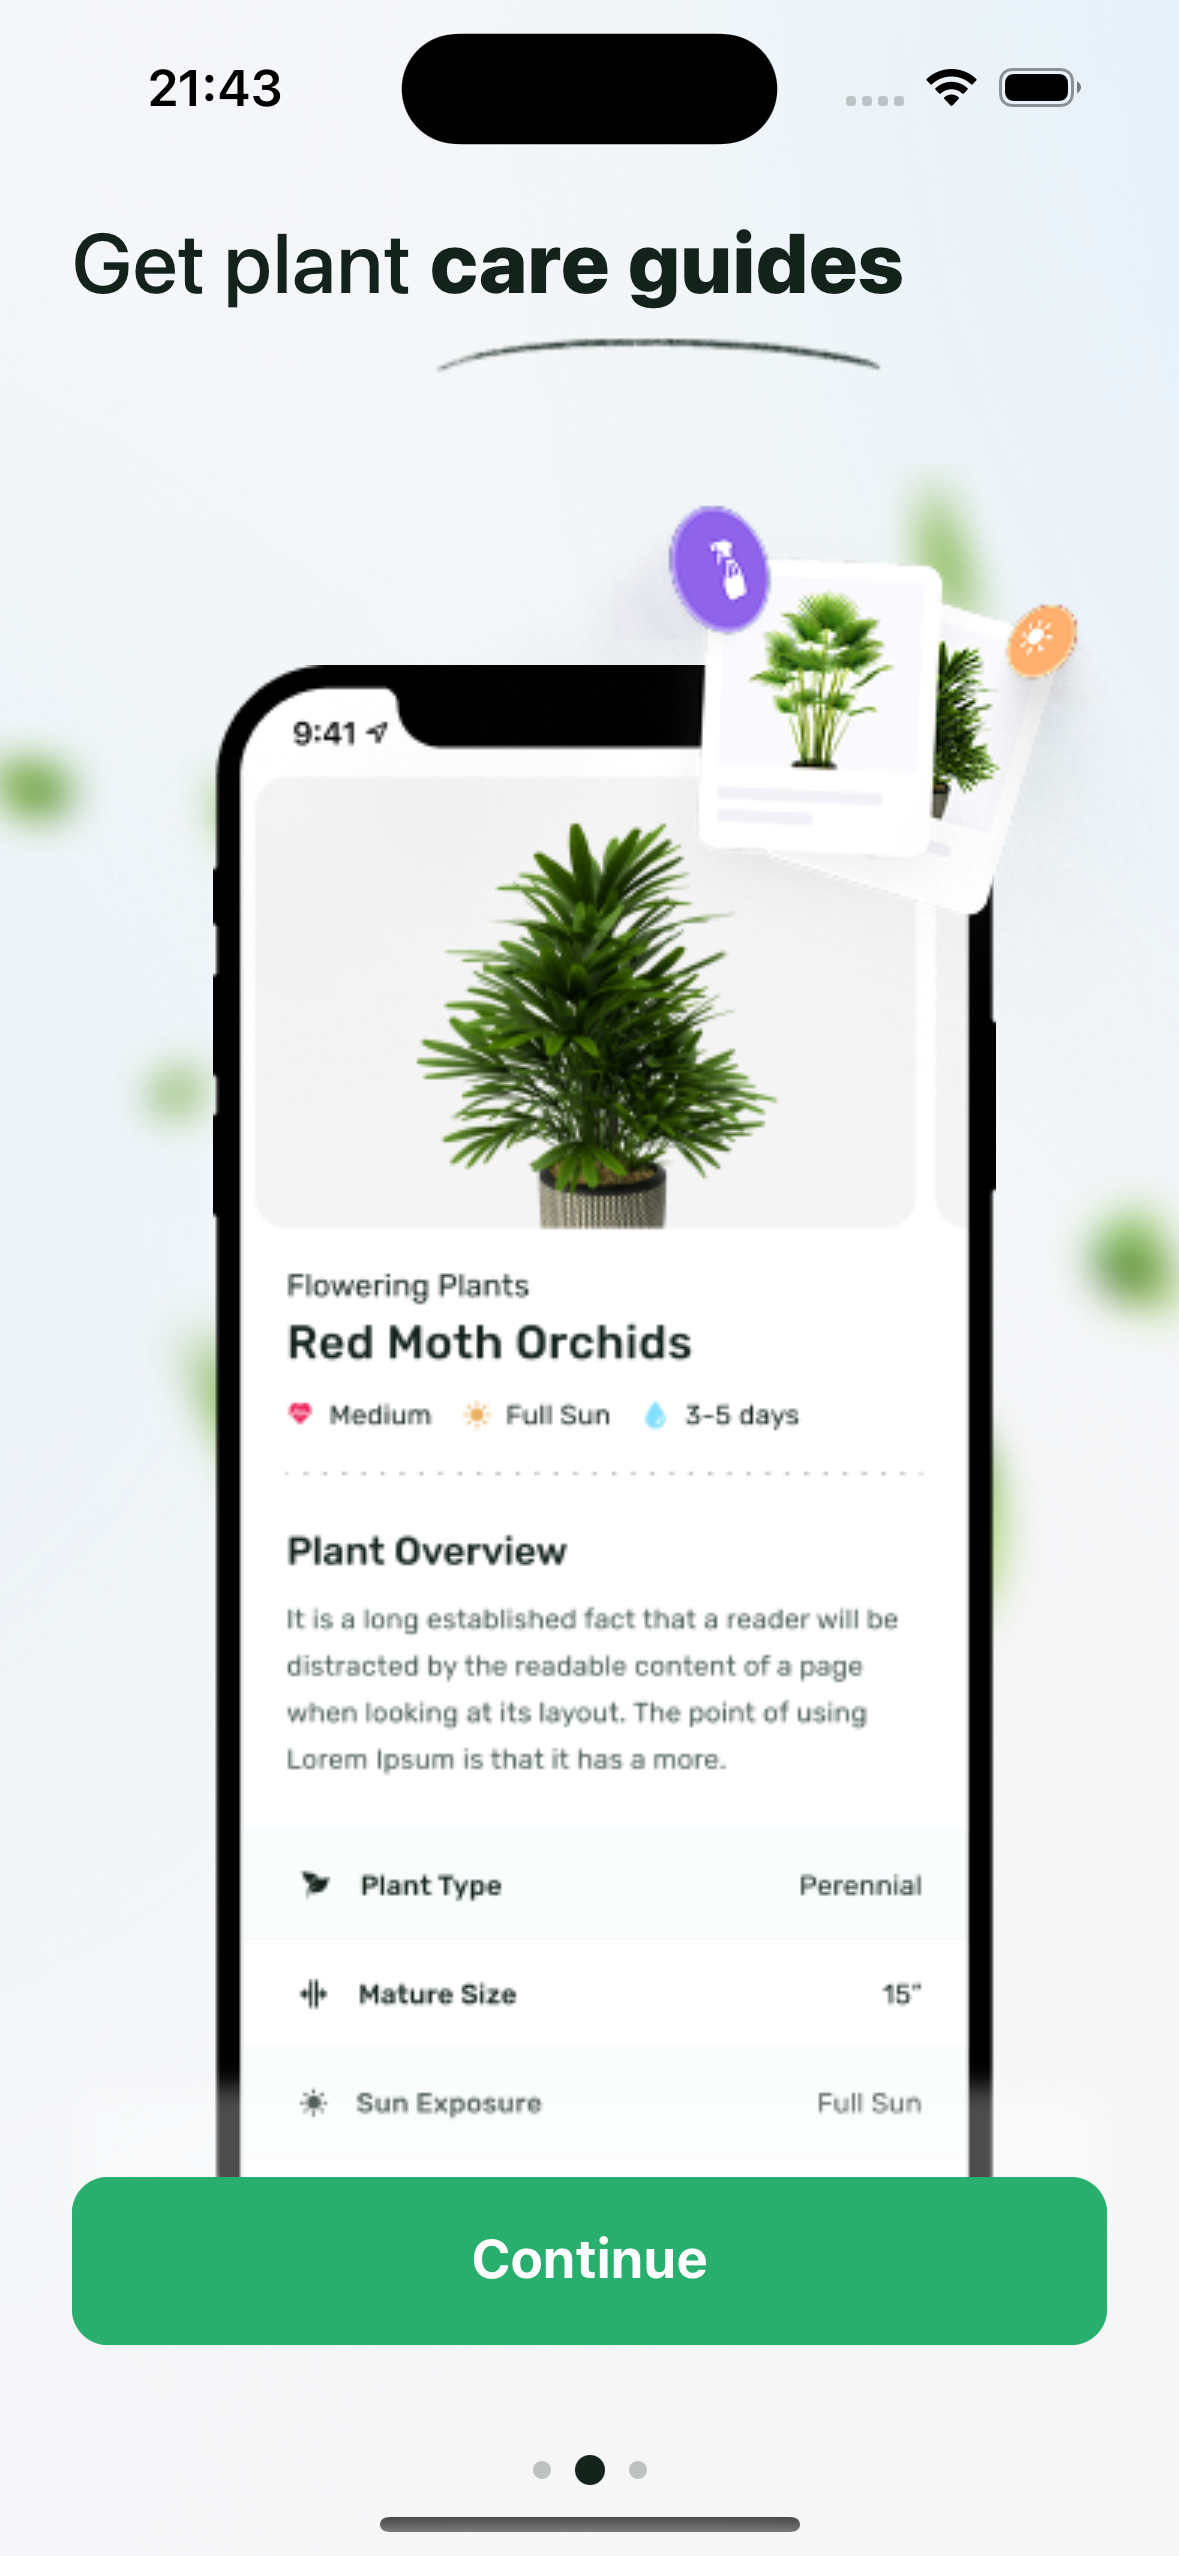 21:43
Get plant care guides
9:41
Flowering Plants
Red Moth Orchids
Medium Full Sun 3-5 days
Plant Overview
It is a long established fact that a reader will be
distracted by the readable content of a page
when looking at its layout. The point of using
Lorem Ipsum is that it has a more.
Plant Type Perennial
Mature Size 15"
Sun Exposure Full Sun
Continue